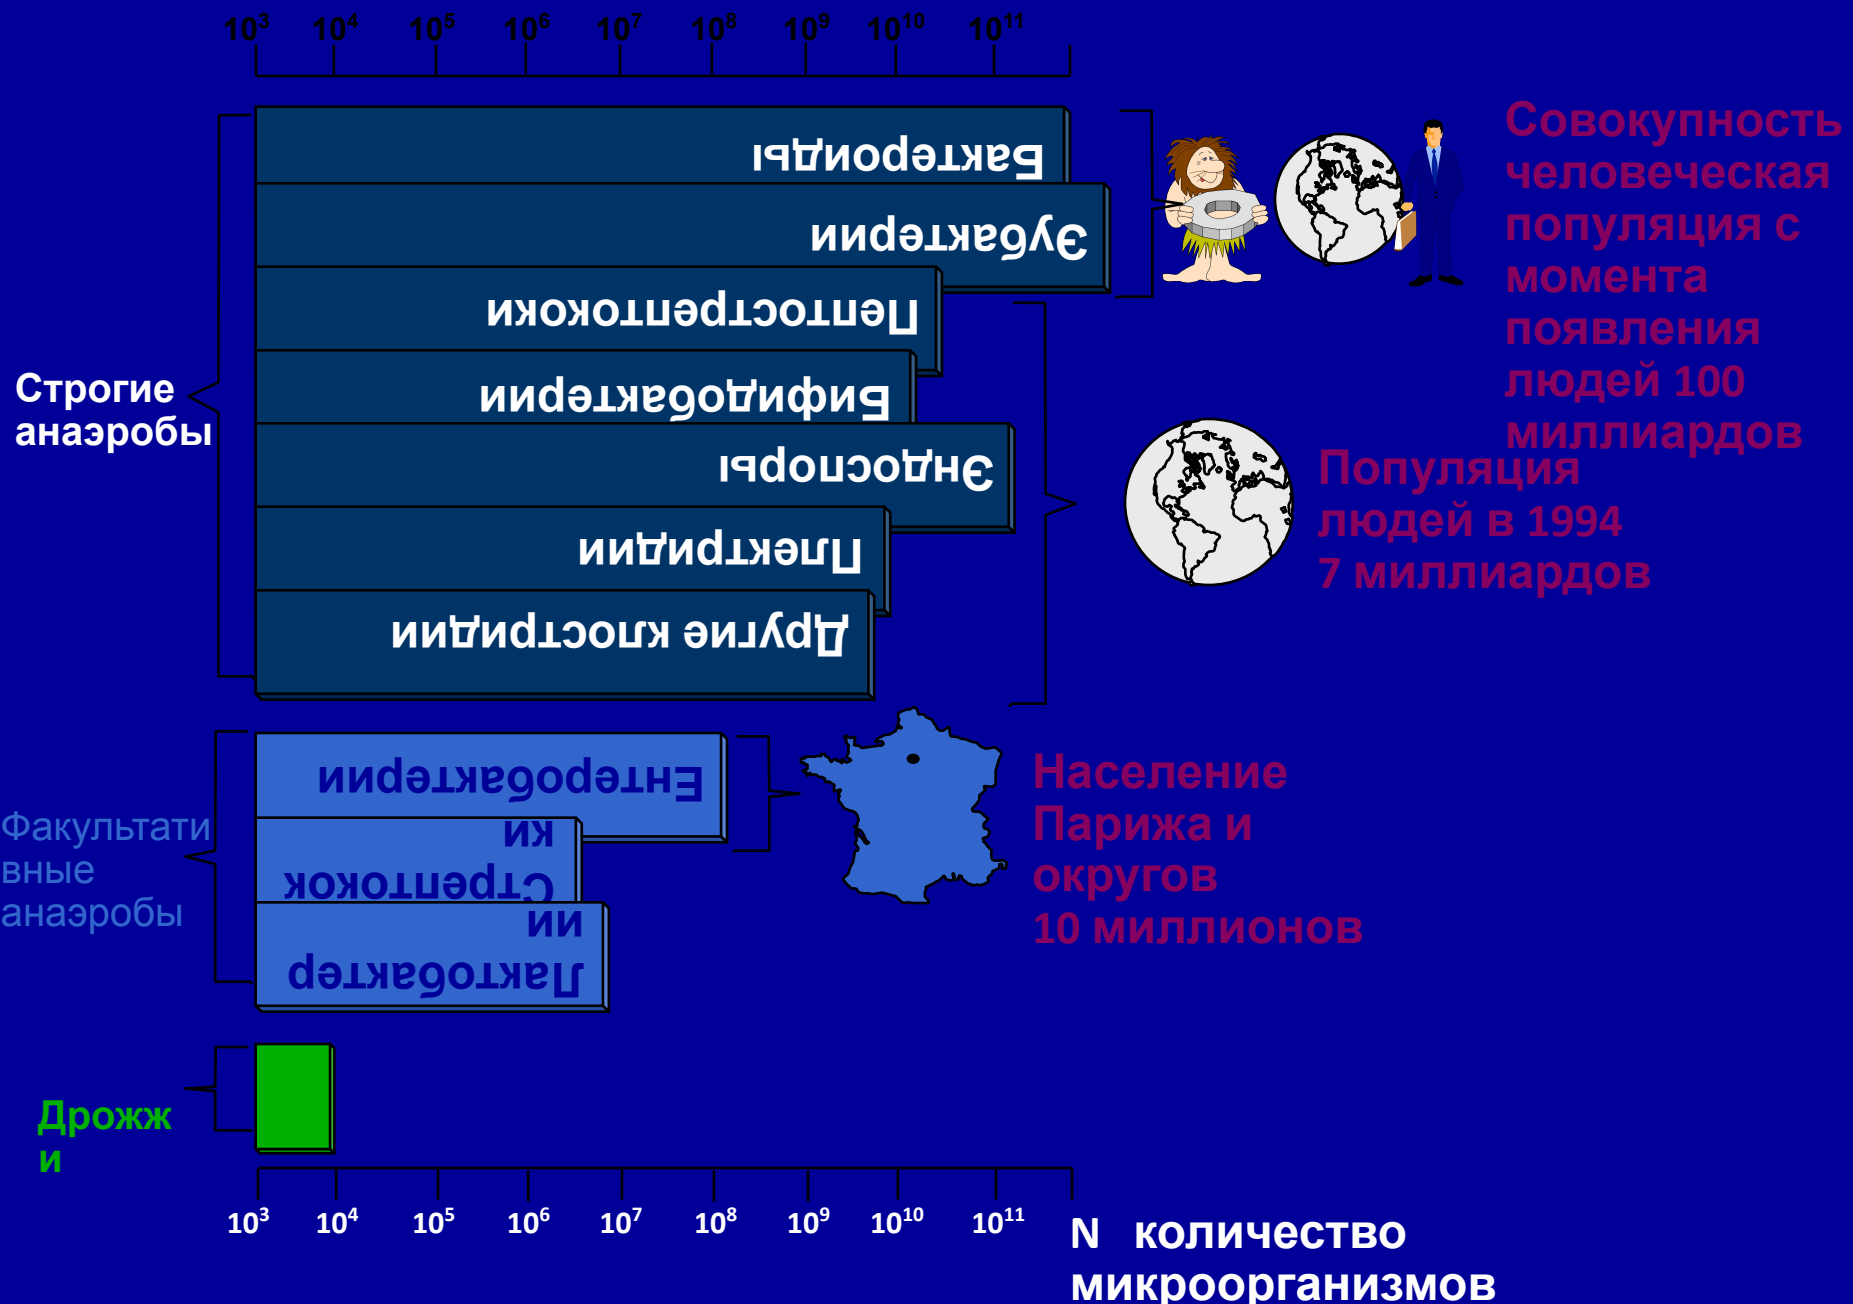 10³ 10⁴ 10⁵ 10⁶ 10⁷ 10⁸ 10⁹ 10¹⁰ 10¹¹
Бактероиды
Эубактерии
Пептострептококи
Бифидобактерии
Эндоспоры
Плектридии
Другие клостридии
Строгие
анаэробы
Совокупность
человеческая
популяция с
момента
появления
людей 100
миллиардов
Популяция
людей в 1994
7 миллиардов
Ентеробактерии
Стрептокок
ки
Лактобактер
ии
Факультати
вные
анаэробы
Население
Парижа и
округов
10 миллионов
Дрожж
и
10³ 10⁴ 10⁵ 10⁶ 10⁷ 10⁸ 10⁹ 10¹⁰ 10¹¹
N количество
микроорганизмов